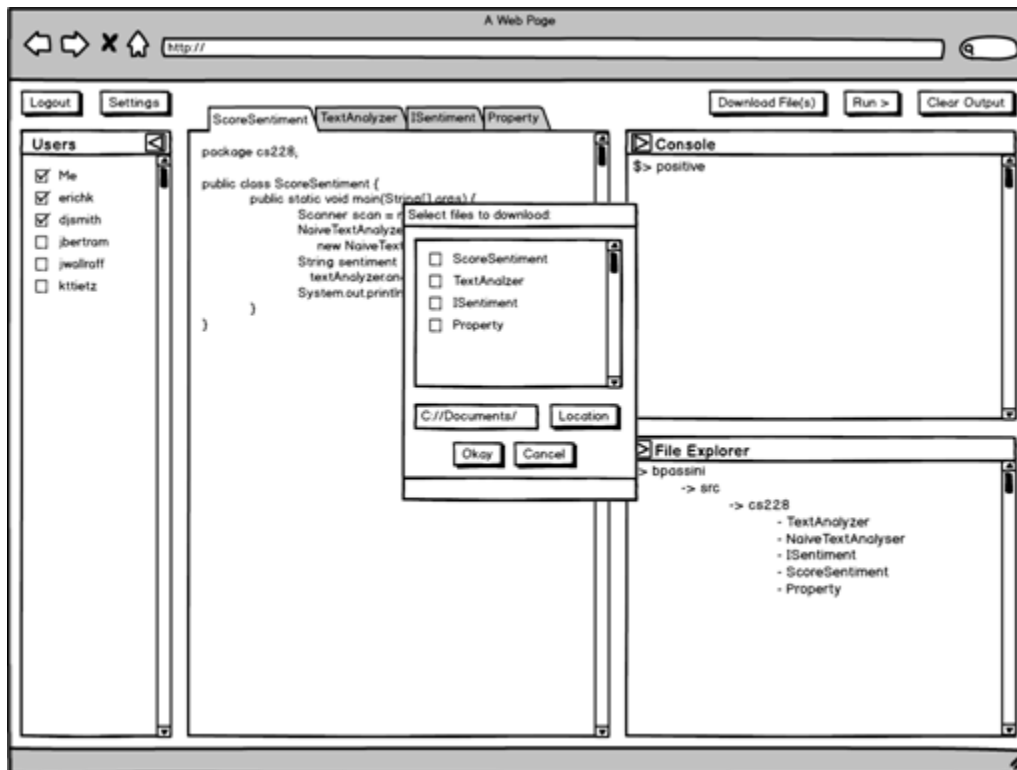 A Web Page
http://
Logout
Settings
Download File(s)
Run >
Clear Output
Users
Me
erichk
djsmith
jbertram
jwallraff
kttietz
ScoreSentiment
TextAnalyzer
ISentiment
Property
package cs228;
public class ScoreSentiment {
public static void main(String[] args) {
Scanner scan = n
NaiveTextAnalyze
new NaiveText
String sentiment
textAnalyzer.an
System.out.println
}
}
Select files to download:
ScoreSentiment
TextAnalzer
ISentiment
Property
C://Documents/
Location
Okay
Cancel
Console
$> positive
File Explorer
> bpassini
-> src
-> cs228
- TextAnalyzer
- NaiveTextAnalyser
- ISentiment
- ScoreSentiment
- Property